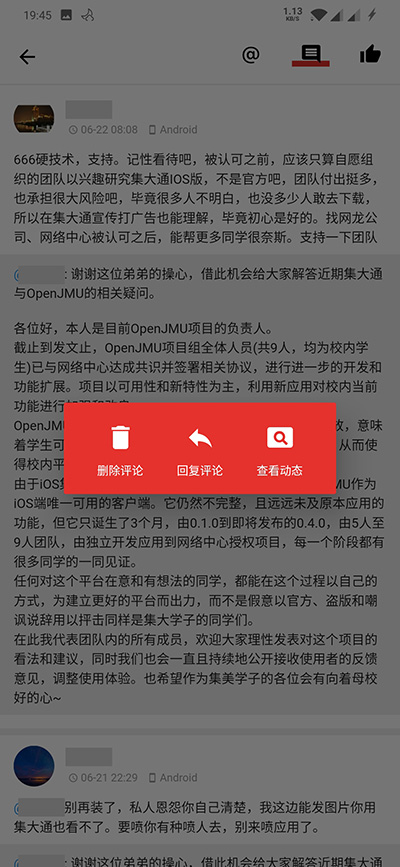 19:45
1.13
KB/S
@
06-22 08:08 Android
666硬技术，支持。记性看待吧，被认可之前，应该只算自愿组
织的团队以兴趣研究集大通IOS版，不是官方吧，团队付出挺多，
也承担很大风险吧，毕竟很多人不明白，也没多少人敢去下载，
所以在集大通宣传打广告也能理解，毕竟初心是好的。找网龙公
司、网络中心被认可之后，能帮更多同学很奈斯。支持一下团队
@ : 谢谢这位弟弟的操心，借此机会给大家解答近期集大通
与OpenJMU的相关疑问。
各位好，本人是目前OpenJMU项目的负责人。
截止到发文止，OpenJMU项目组全体人员(共9人，均为校内学
生)已与网络中心达成共识并签署相关协议，进行进一步的开发和
功能扩展。项目以可用性和新特性为主，利用新应用对校内当前
功能进行加强和改良。
OpenJMU 意味
着学生可 从而使
得校内平
由于iOS集 MU作为
iOS端唯一可用的客户端。它仍然不完整，且远远未及原本应用的
功能，但它只诞生了3个月，由0.1.0到即将发布的0.4.0，由5人至
9人团队，由独立开发应用到网络中心授权项目，每一个阶段都有
很多同学的一同见证。
任何对这个平台在意和有想法的同学，都能在这个过程以自己的
方式，为建立更好的平台而出力，而不是假意以官方、盗版和嘲
讽说辞用以抨击同样是集大学子的同学们。
在此我代表团队内的所有成员，欢迎大家理性发表对这个项目的
看法和建议，同时我们也会一直且持续地公开接收使用者的反馈
意见，调整使用体验。也希望作为集美学子的各位会有向着母校
好的心~
删除评论 回复评论 查看动态
06-21 22:29 Android
@ 别再装了，私人恩怨你自己清楚，我这边能发图片你用
集大通也看不了。要喷你有种喷人去，别来喷应用了。
@ : 谢谢这位弟弟的操心，借此机会给大家解答近期集大通